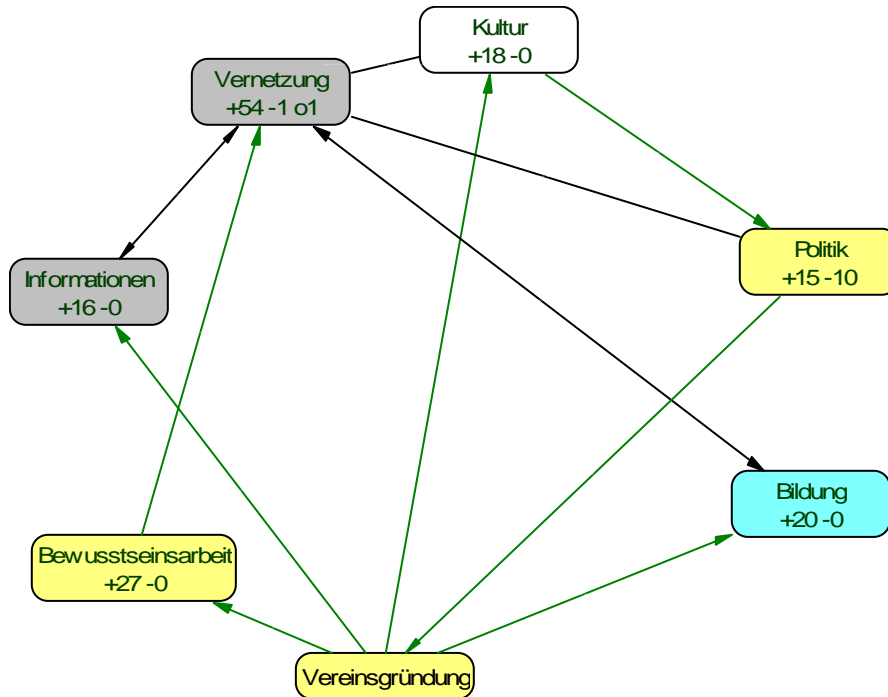 Kultur
+18 -0
Vernetzung
+54 -1 o1
Politik
+15 -10
Informationen
+16 -0
Bildung
+20 -0
Bewusstseinsarbeit
+27 -0
Vereinsgründung